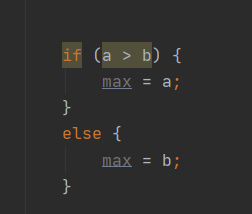 if (a > b) {
    max = a;
}
else {
    max = b;
}